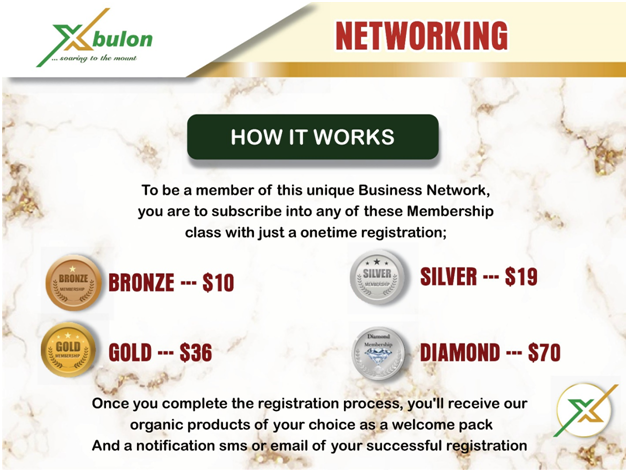 Xbulon
... soaring to the mount
NETWORKING
HOW IT WORKS
To be a member of this unique Business Network,
you are to subscribe into any of these Membership
class with just a onetime registration;
BRONZE
MEMBERSHIP
BRONZE --- $10
SILVER
MEMBERSHIP
SILVER --- $19
GOLD
MEMBERSHIP
GOLD --- $36
Diamond
Membership
DIAMOND --- $70
Once you complete the registration process, you'll receive our
organic products of your choice as a welcome pack
And a notification sms or email of your successful registration